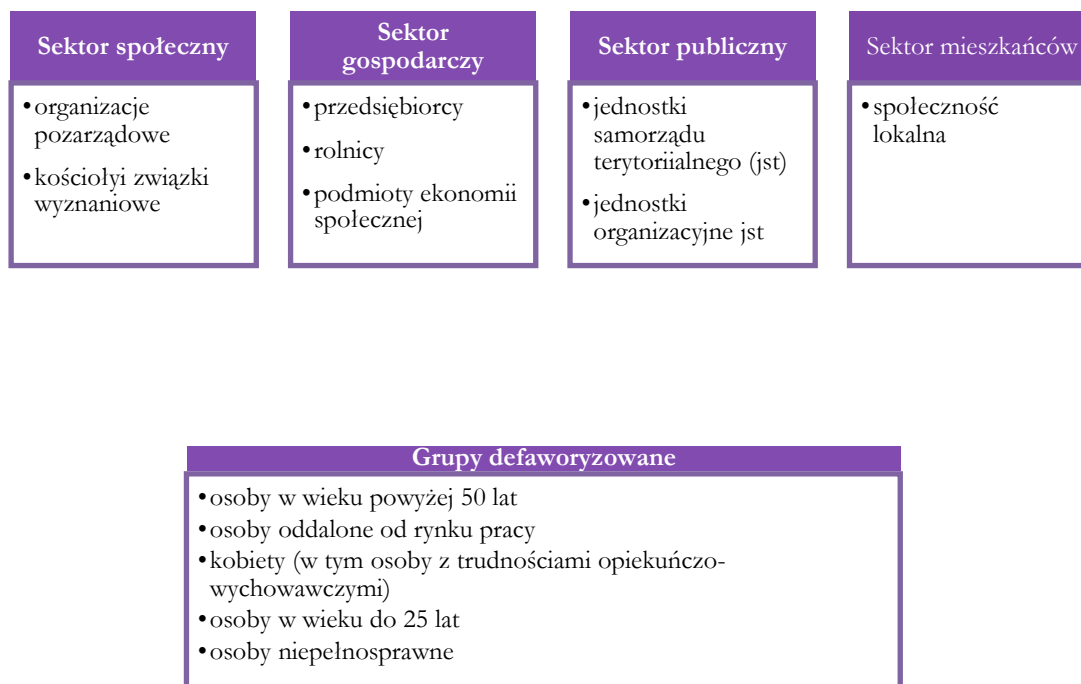 Sektor społeczny
•organizacje
pozarządowe
•kościołyi związki
wyznaniowe
Sektor
gospodarczy
•przedsiębiorcy
•rolnicy
•podmioty ekonomii
społecznej
Sektor publiczny
•jednostki
samorządu
terytoriialnego (jst)
•jednostki
organizacyjne jst
Sektor mieszkańców
•społeczność
lokalna
Grupy defaworyzowane
•osoby w wieku powyżej 50 lat
•osoby oddalone od rynku pracy
•kobiety (w tym osoby z trudnościami opiekuńczo-
wychowawczymi)
•osoby w wieku do 25 lat
•osoby niepełnosprawne